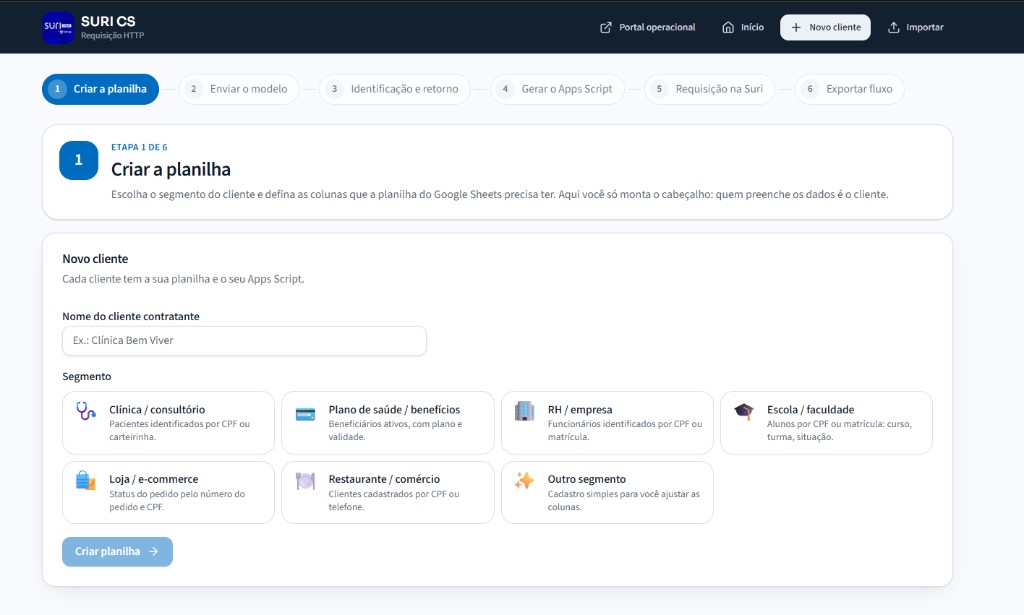 SURI CS
Requisição HTTP
Portal operacional
Início
Novo cliente
Importar
1 Criar a planilha
2 Enviar o modelo
3 Identificação e retorno
4 Gerar o Apps Script
5 Requisição na Suri
6 Exportar fluxo
1
ETAPA 1 DE 6
Criar a planilha
Escolha o segmento do cliente e defina as colunas que a planilha do Google Sheets precisa ter. Aqui você só monta o cabeçalho: quem preenche os dados é o cliente.
Novo cliente
Cada cliente tem a sua planilha e o seu Apps Script.
Nome do cliente contratante
Ex.: Clínica Bem Viver
Segmento
Clínica / consultório
Pacientes identificados por CPF ou
carteirinha.
Plano de saúde / benefícios
Beneficiários ativos, com plano e
validade.
RH / empresa
Funcionários identificados por CPF ou
matrícula.
Escola / faculdade
Alunos por CPF ou matrícula: curso,
turma, situação.
Loja / e-commerce
Status do pedido pelo número do
pedido e CPF.
Restaurante / comércio
Clientes cadastrados por CPF ou
telefone.
Outro segmento
Cadastro simples para você ajustar as
colunas.
Criar planilha